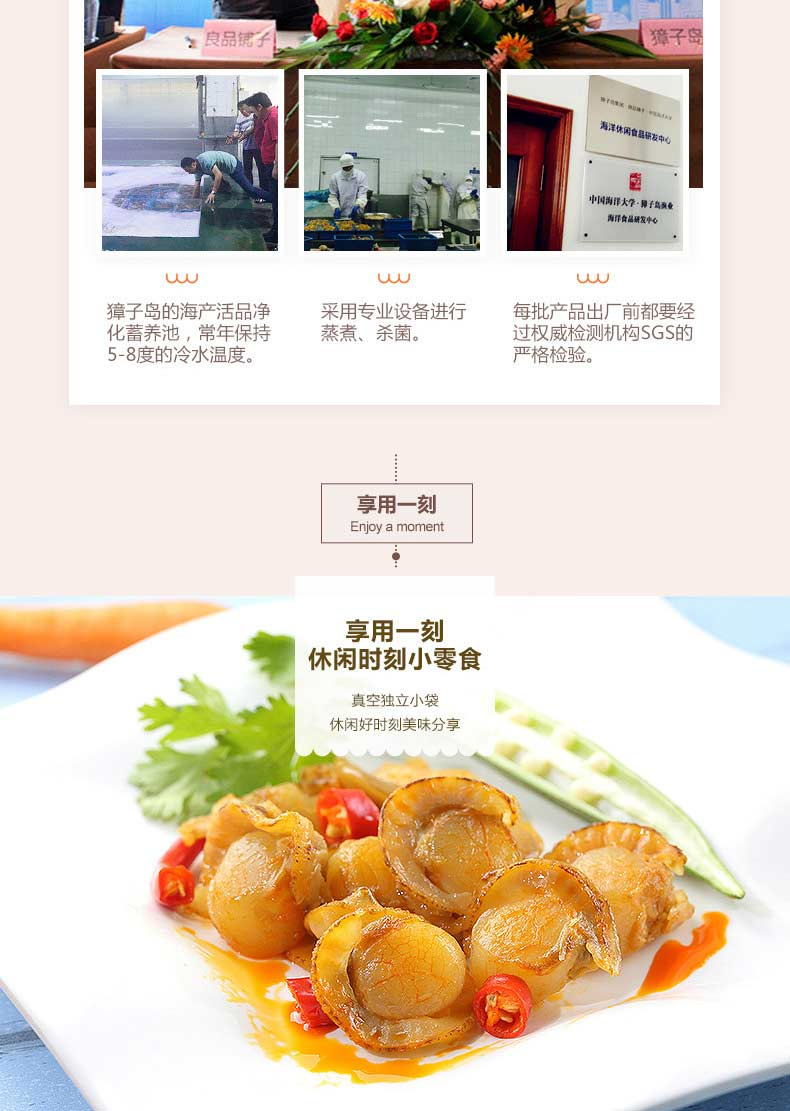 良品铺子
獐子岛
海洋休闲食品研发中心
中国海洋大学·獐子岛渔业
海洋食品研发中心
獐子岛的海产活品净
化蓄养池，常年保持
5-8度的冷水温度。
采用专业设备进行
蒸煮、杀菌。
每批产品出厂前都要经
过权威检测机构SGS的
严格检验。
享用一刻
Enjoy a moment
享用一刻
休闲时刻小零食
真空独立小袋
休闲好时刻美味分享